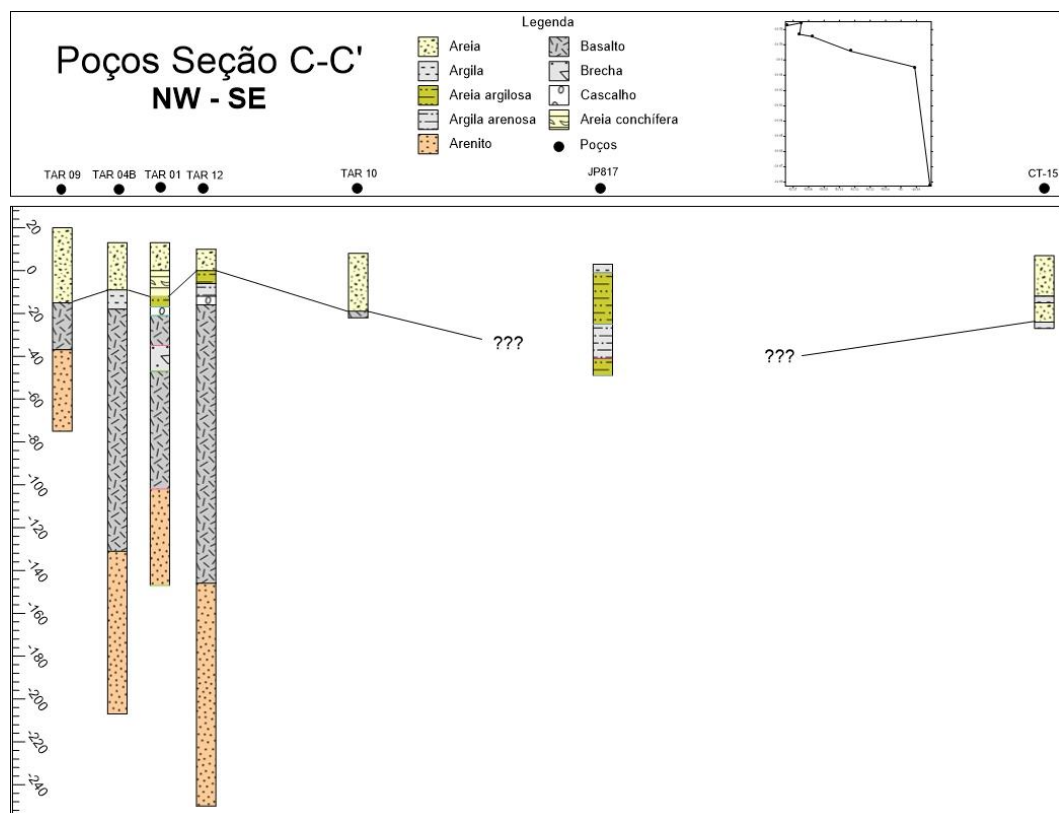 Poços Seção C-C'
NW - SE
Legenda
Areia
Argila
Areia argilosa
Argila arenosa
Arenito
Basalto
Brecha
Cascalho
Areia conchífera
Poços
TAR 09 TAR 04B TAR 01 TAR 12 TAR 10 JP817 CT-15
20
0
-20
-40
-60
-80
-100
-120
-140
-160
-180
-200
-220
-240
???
???